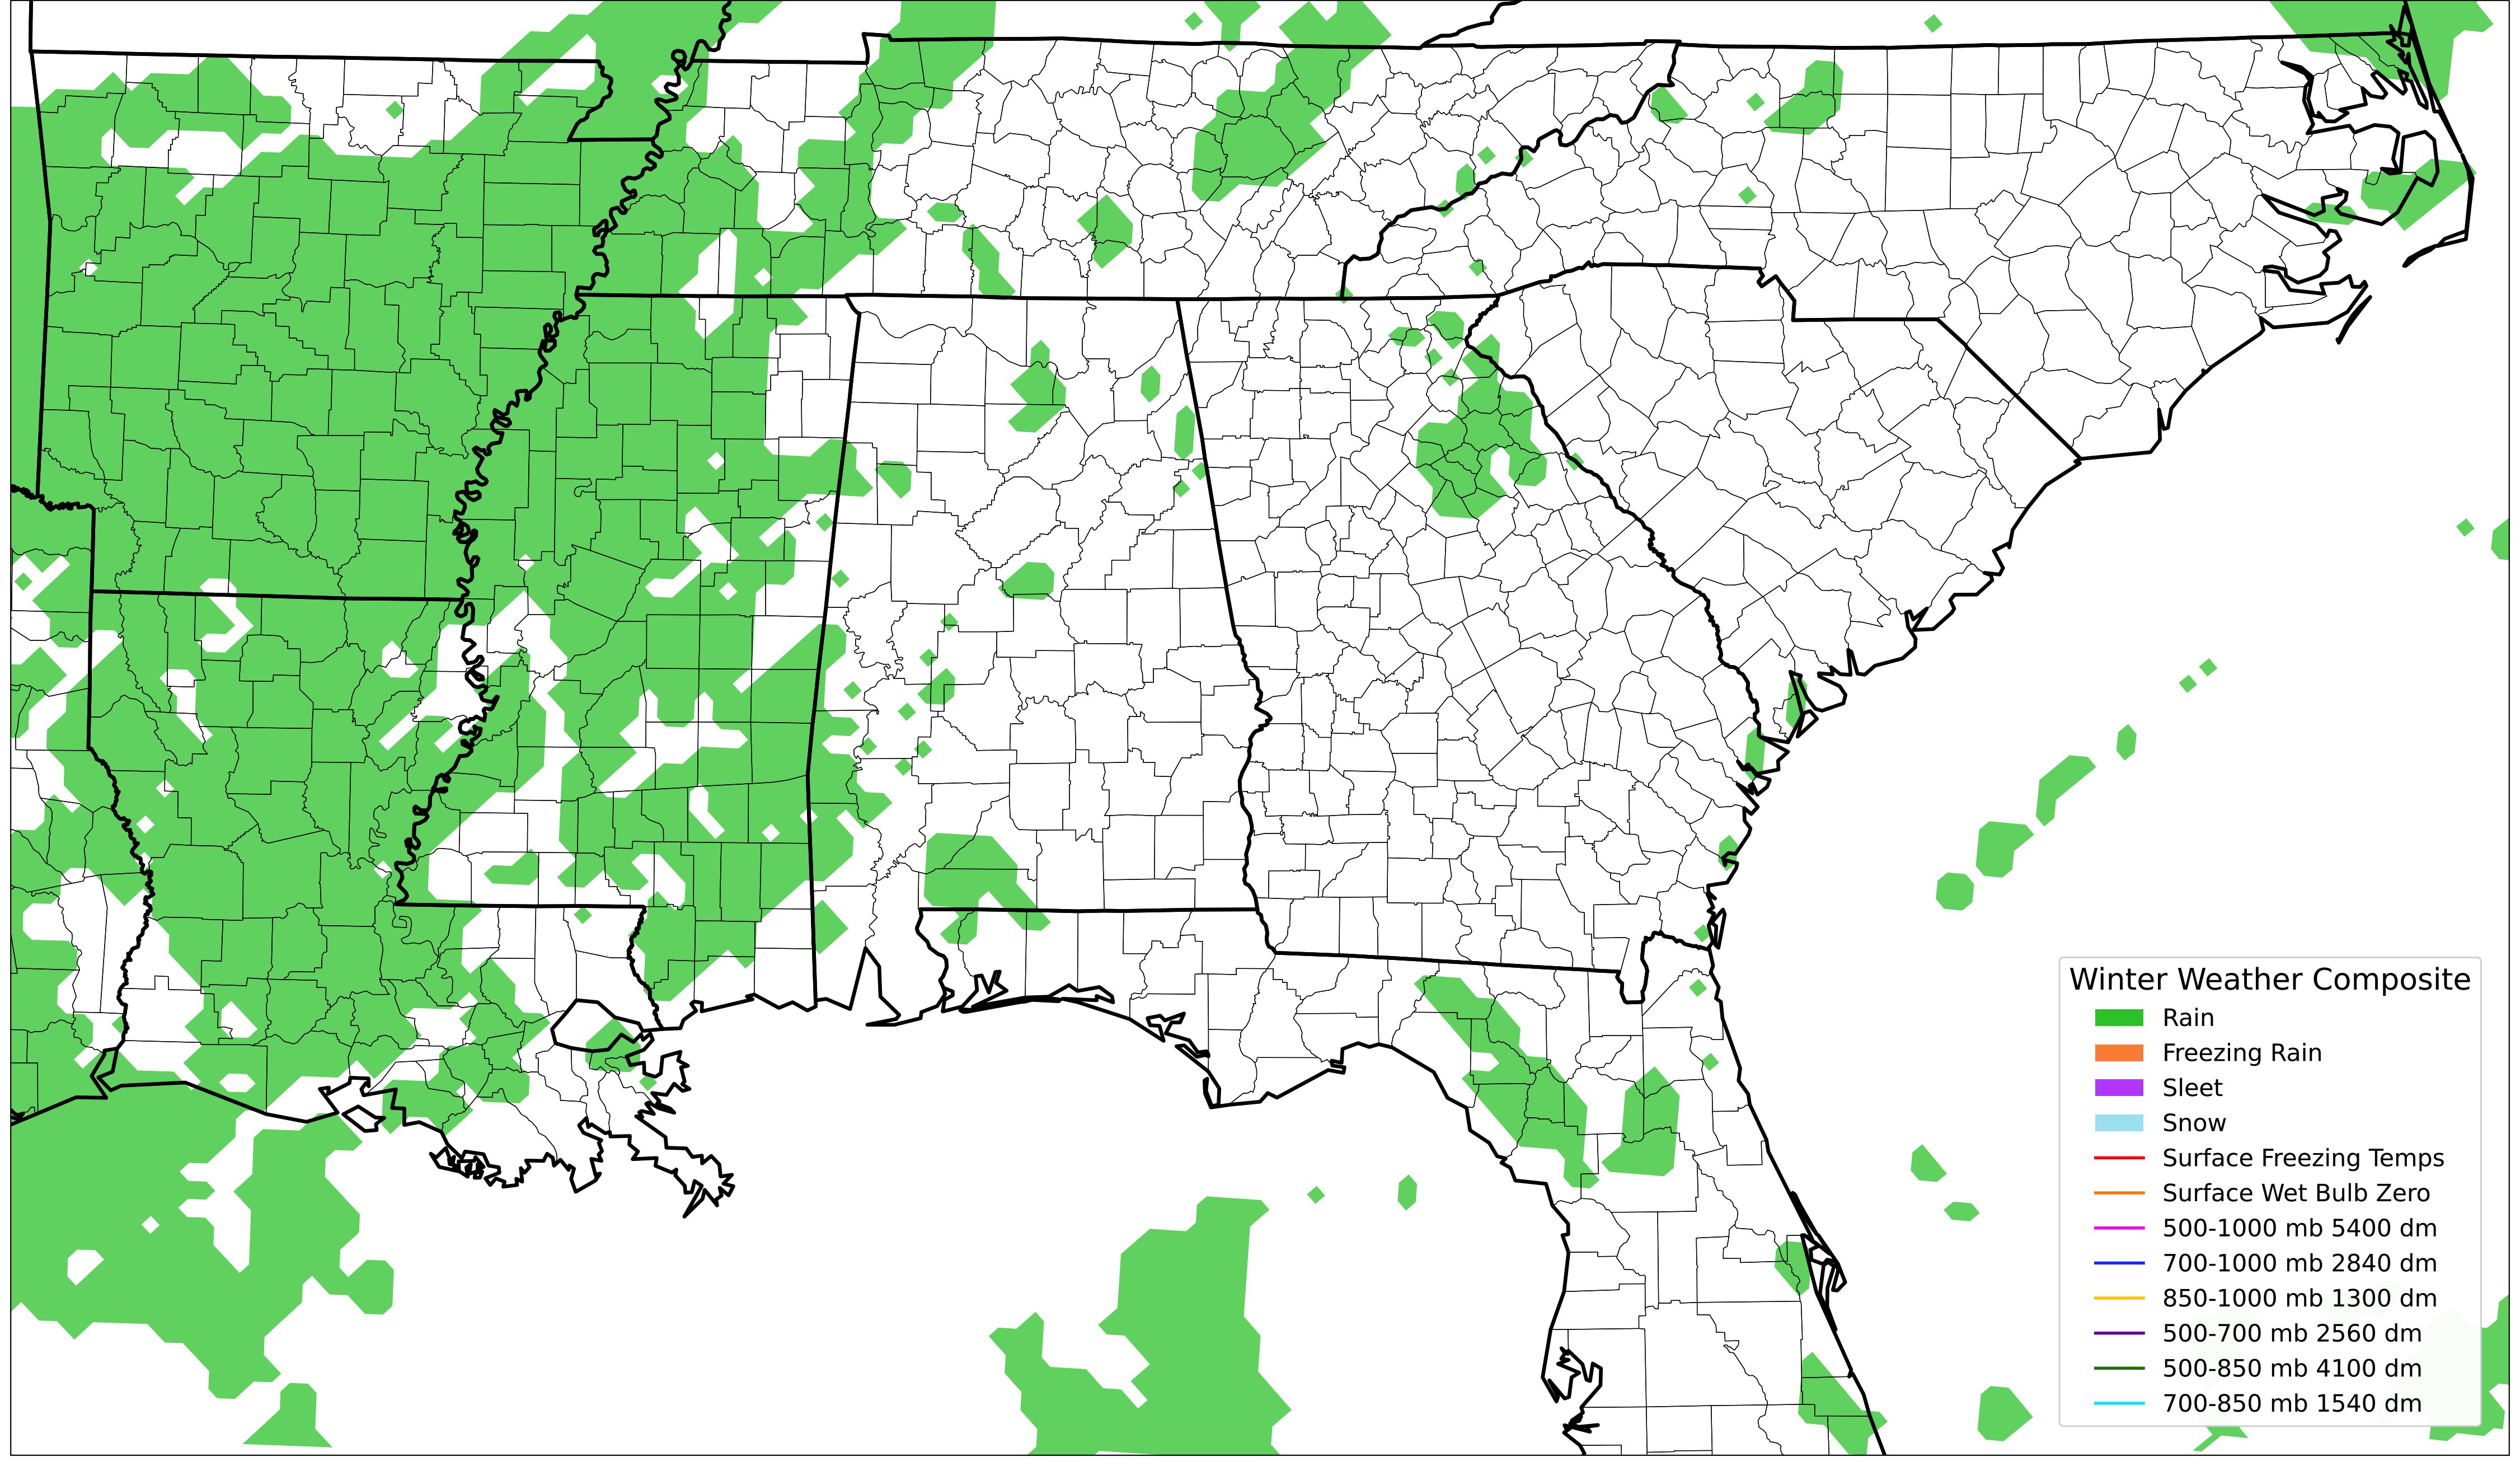 Winter Weather Composite
Rain
Freezing Rain
Sleet
Snow
Surface Freezing Temps
Surface Wet Bulb Zero
500-1000 mb 5400 dm
700-1000 mb 2840 dm
850-1000 mb 1300 dm
500-700 mb 2560 dm
500-850 mb 4100 dm
700-850 mb 1540 dm